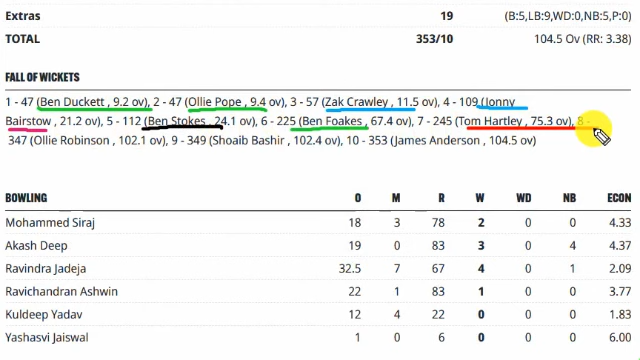 Extras 19 (B:5,LB:9,WD:0,NB:5,P:0)
TOTAL 353/10 104.5 Ov (RR: 3.38)
FALL OF WICKETS
1 - 47 (Ben Duckett , 9.2 ov), 2 - 47 (Ollie Pope , 9.4 ov), 3 - 57 (Zak Crawley , 11.5 ov), 4 - 109 (Jonny
Bairstow , 21.2 ov), 5 - 112 (Ben Stokes , 24.1 ov), 6 - 225 (Ben Foakes , 67.4 ov), 7 - 245 (Tom Hartley , 75.3 ov), 8 -
347 (Ollie Robinson , 102.1 ov), 9 - 349 (Shoaib Bashir , 102.4 ov), 10 - 353 (James Anderson , 104.5 ov)
BOWLING O M R W WD NB ECON
Mohammed Siraj 18 3 78 2 0 0 4.33
Akash Deep 19 0 83 3 0 4 4.37
Ravindra Jadeja 32.5 7 67 4 0 1 2.09
Ravichandran Ashwin 22 1 83 1 0 0 3.77
Kuldeep Yadav 12 4 22 0 0 0 1.83
Yashasvi Jaiswal 1 0 6 0 0 0 6.00